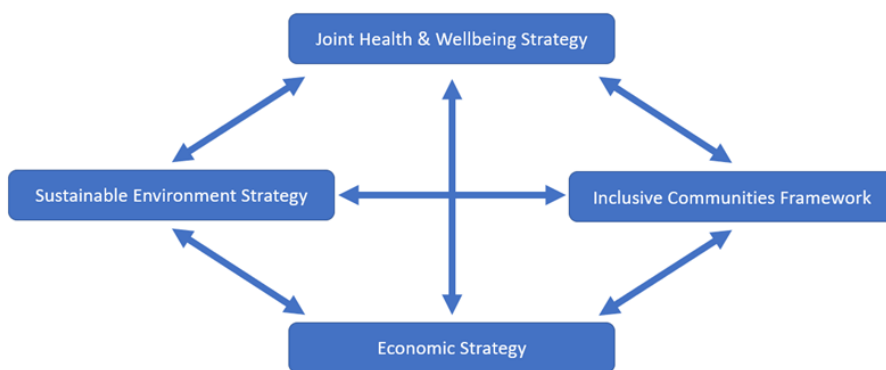 Joint Health & Wellbeing Strategy
Sustainable Environment Strategy
Inclusive Communities Framework
Economic Strategy